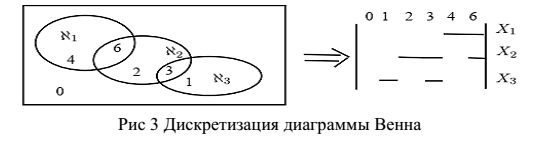 0 1 2 3 4 6
ℵ₁
6
ℵ₂
X₁
4
2
3
ℵ₃
X₂
0
1
X₃
Рис 3 Дискретизация диаграммы Венна